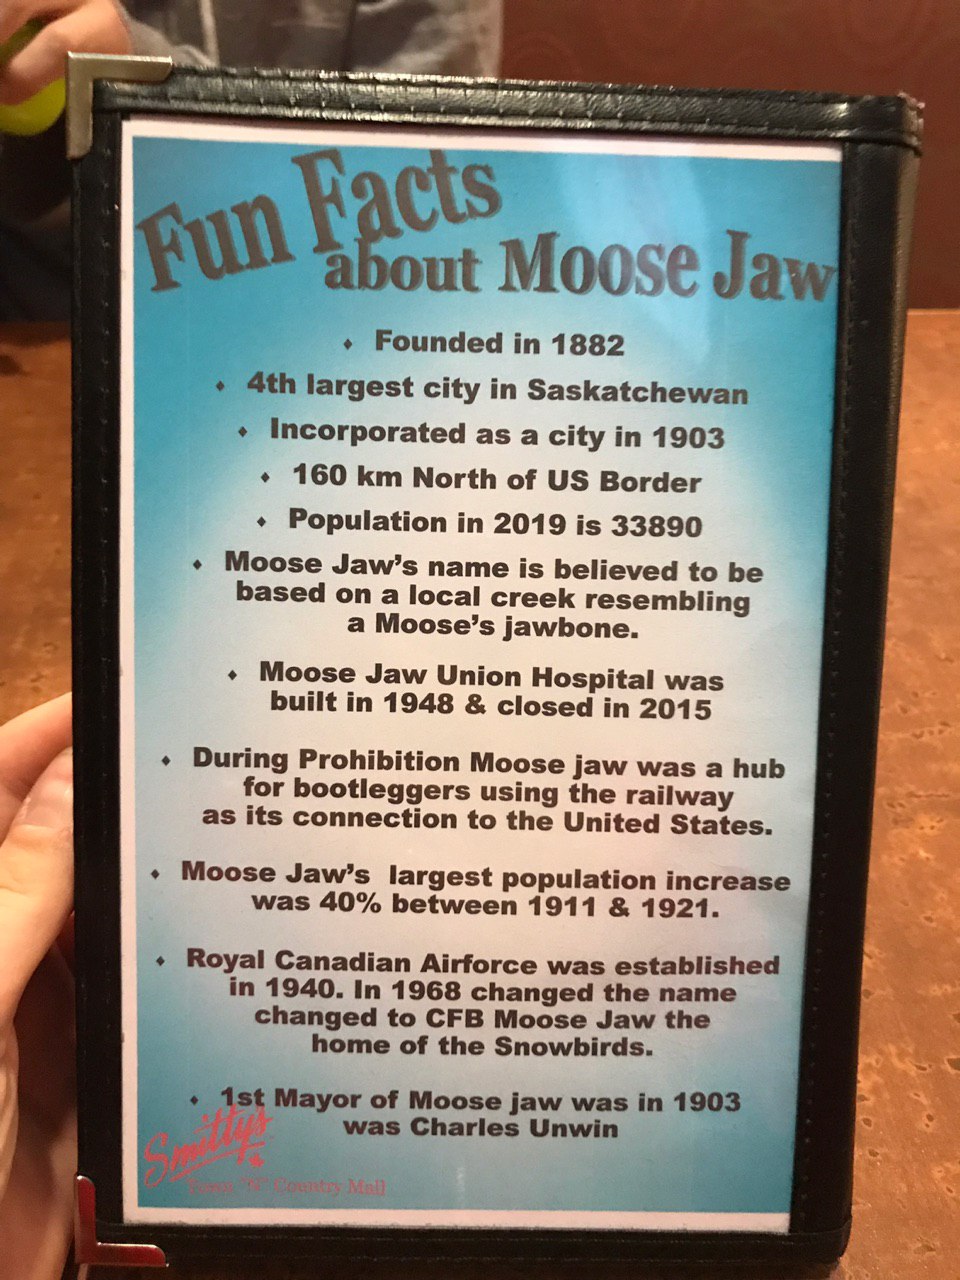 Fun Facts
about Moose Jaw
⬩ Founded in 1882
⬩ 4th largest city in Saskatchewan
⬩ Incorporated as a city in 1903
⬩ 160 km North of US Border
⬩ Population in 2019 is 33890
⬩ Moose Jaw's name is believed to be
based on a local creek resembling
a Moose's jawbone.
⬩ Moose Jaw Union Hospital was
built in 1948 & closed in 2015
⬩ During Prohibition Moose jaw was a hub
for bootleggers using the railway
as its connection to the United States.
⬩ Moose Jaw's largest population increase
was 40% between 1911 & 1921.
⬩ Royal Canadian Airforce was established
in 1940. In 1968 changed the name
changed to CFB Moose Jaw the
home of the Snowbirds.
⬩ 1st Mayor of Moose jaw was in 1903
was Charles Unwin
Smittys
Town "N" Country Mall